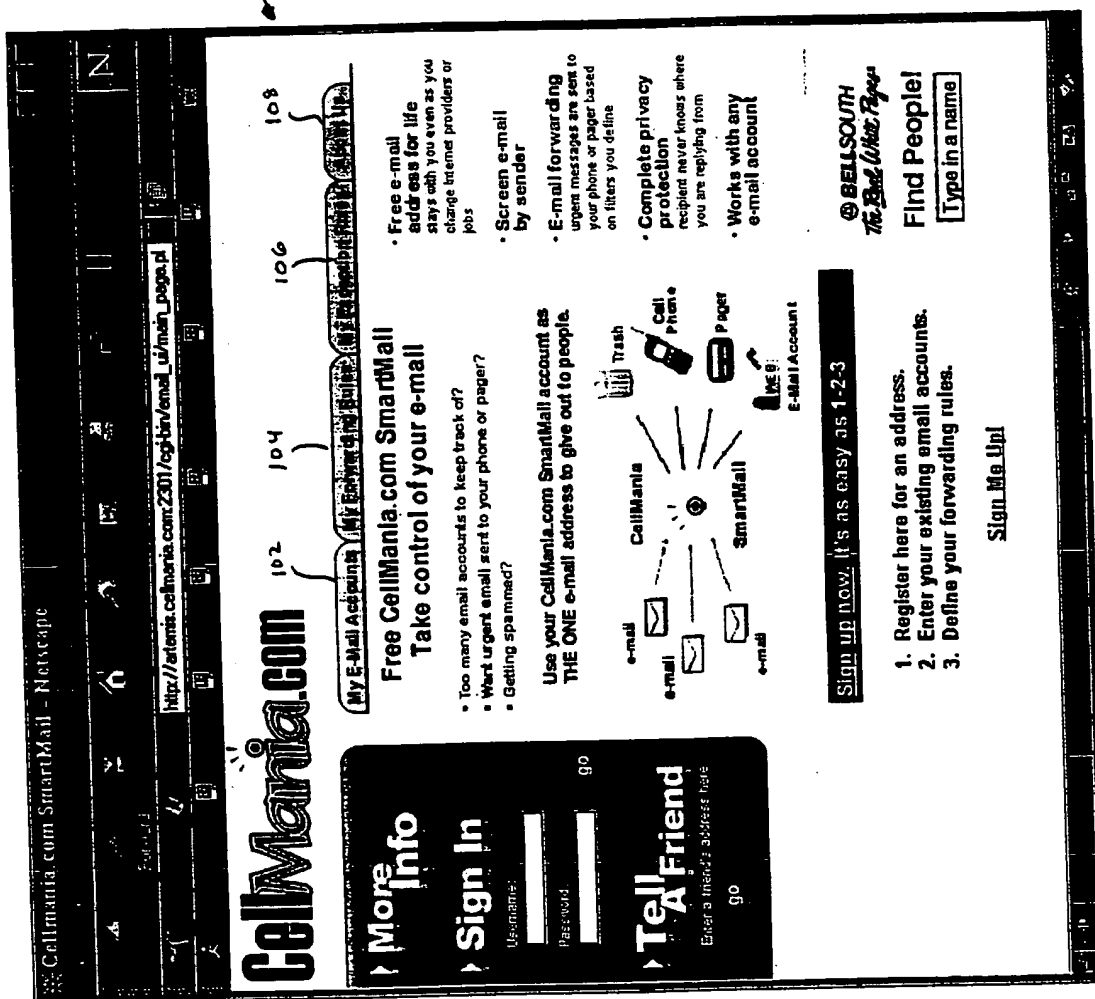 Cellmania.com SmartMail - Netscape
http://artemis.cellmania.com:2301/cgi-bin/email_ui/main_page.pl
CellMania.com
102
104
106
108
My E-Mail Accounts
More
Info
Sign In
Username:
Password:
go
Tell
A Friend
Enter a friend's address here
go
Free CellMania.com SmartMail
Take control of your e-mail
• Too many email accounts to keep track of?
• Want urgent email sent to your phone or pager?
• Getting spammed?
Use your CellMania.com SmartMail account as
THE ONE e-mail address to give out to people.
e-mail
e-mail
e-mail
CellMania
SmartMail
Trash
Cell
Phone
Pager
E-Mail Account
Sign up now. It's as easy as 1-2-3
1. Register here for an address.
2. Enter your existing email accounts.
3. Define your forwarding rules.
Sign Me Up!
• Free e-mail
address for life
stays with you even as you
change Internet providers or
jobs
• Screen e-mail
by sender
• E-mail forwarding
urgent messages are sent to
your phone or pager based
on filters you define
• Complete privacy
protection
recipient never knows where
you are replying from
• Works with any
e-mail account
BELLSOUTH
The Real White Pages
Find People!
Type in a name